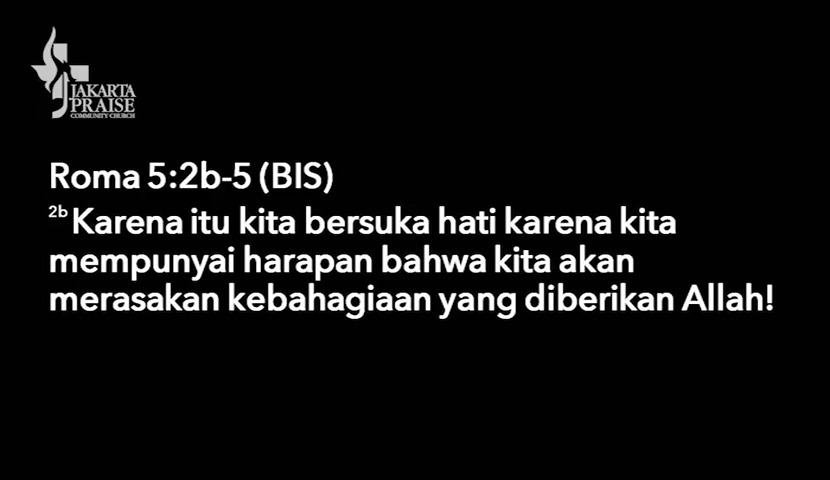 JAKARTA
PRAISE
COMMUNITY CHURCH
Roma 5:2b-5 (BIS)
2b Karena itu kita bersuka hati karena kita
mempunyai harapan bahwa kita akan
merasakan kebahagiaan yang diberikan Allah!